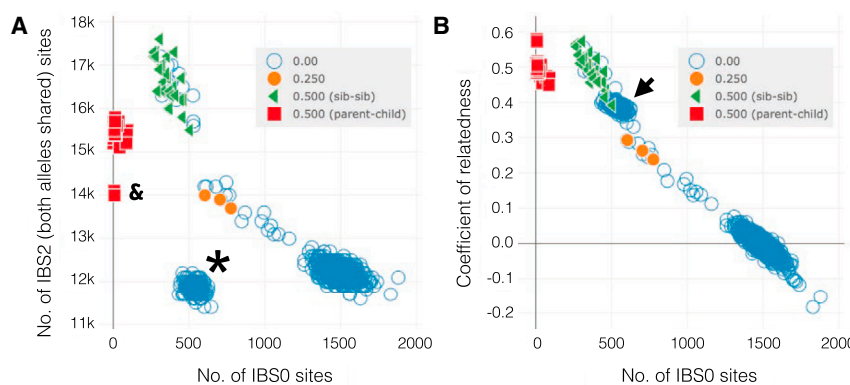 A
No. of IBS2 (both alleles shared) sites
18k
17k
16k
15k
14k
13k
12k
11k
0.00
0.250
0.500 (sib-sib)
0.500 (parent-child)
&
*
0
500
1000
1500
2000
No. of IBS0 sites
B
Coefficient of relatedness
0.6
0.5
0.4
0.3
0.2
0.1
0.0
-0.1
-0.2
0.00
0.250
0.500 (sib-sib)
0.500 (parent-child)
0
500
1000
1500
2000
No. of IBS0 sites